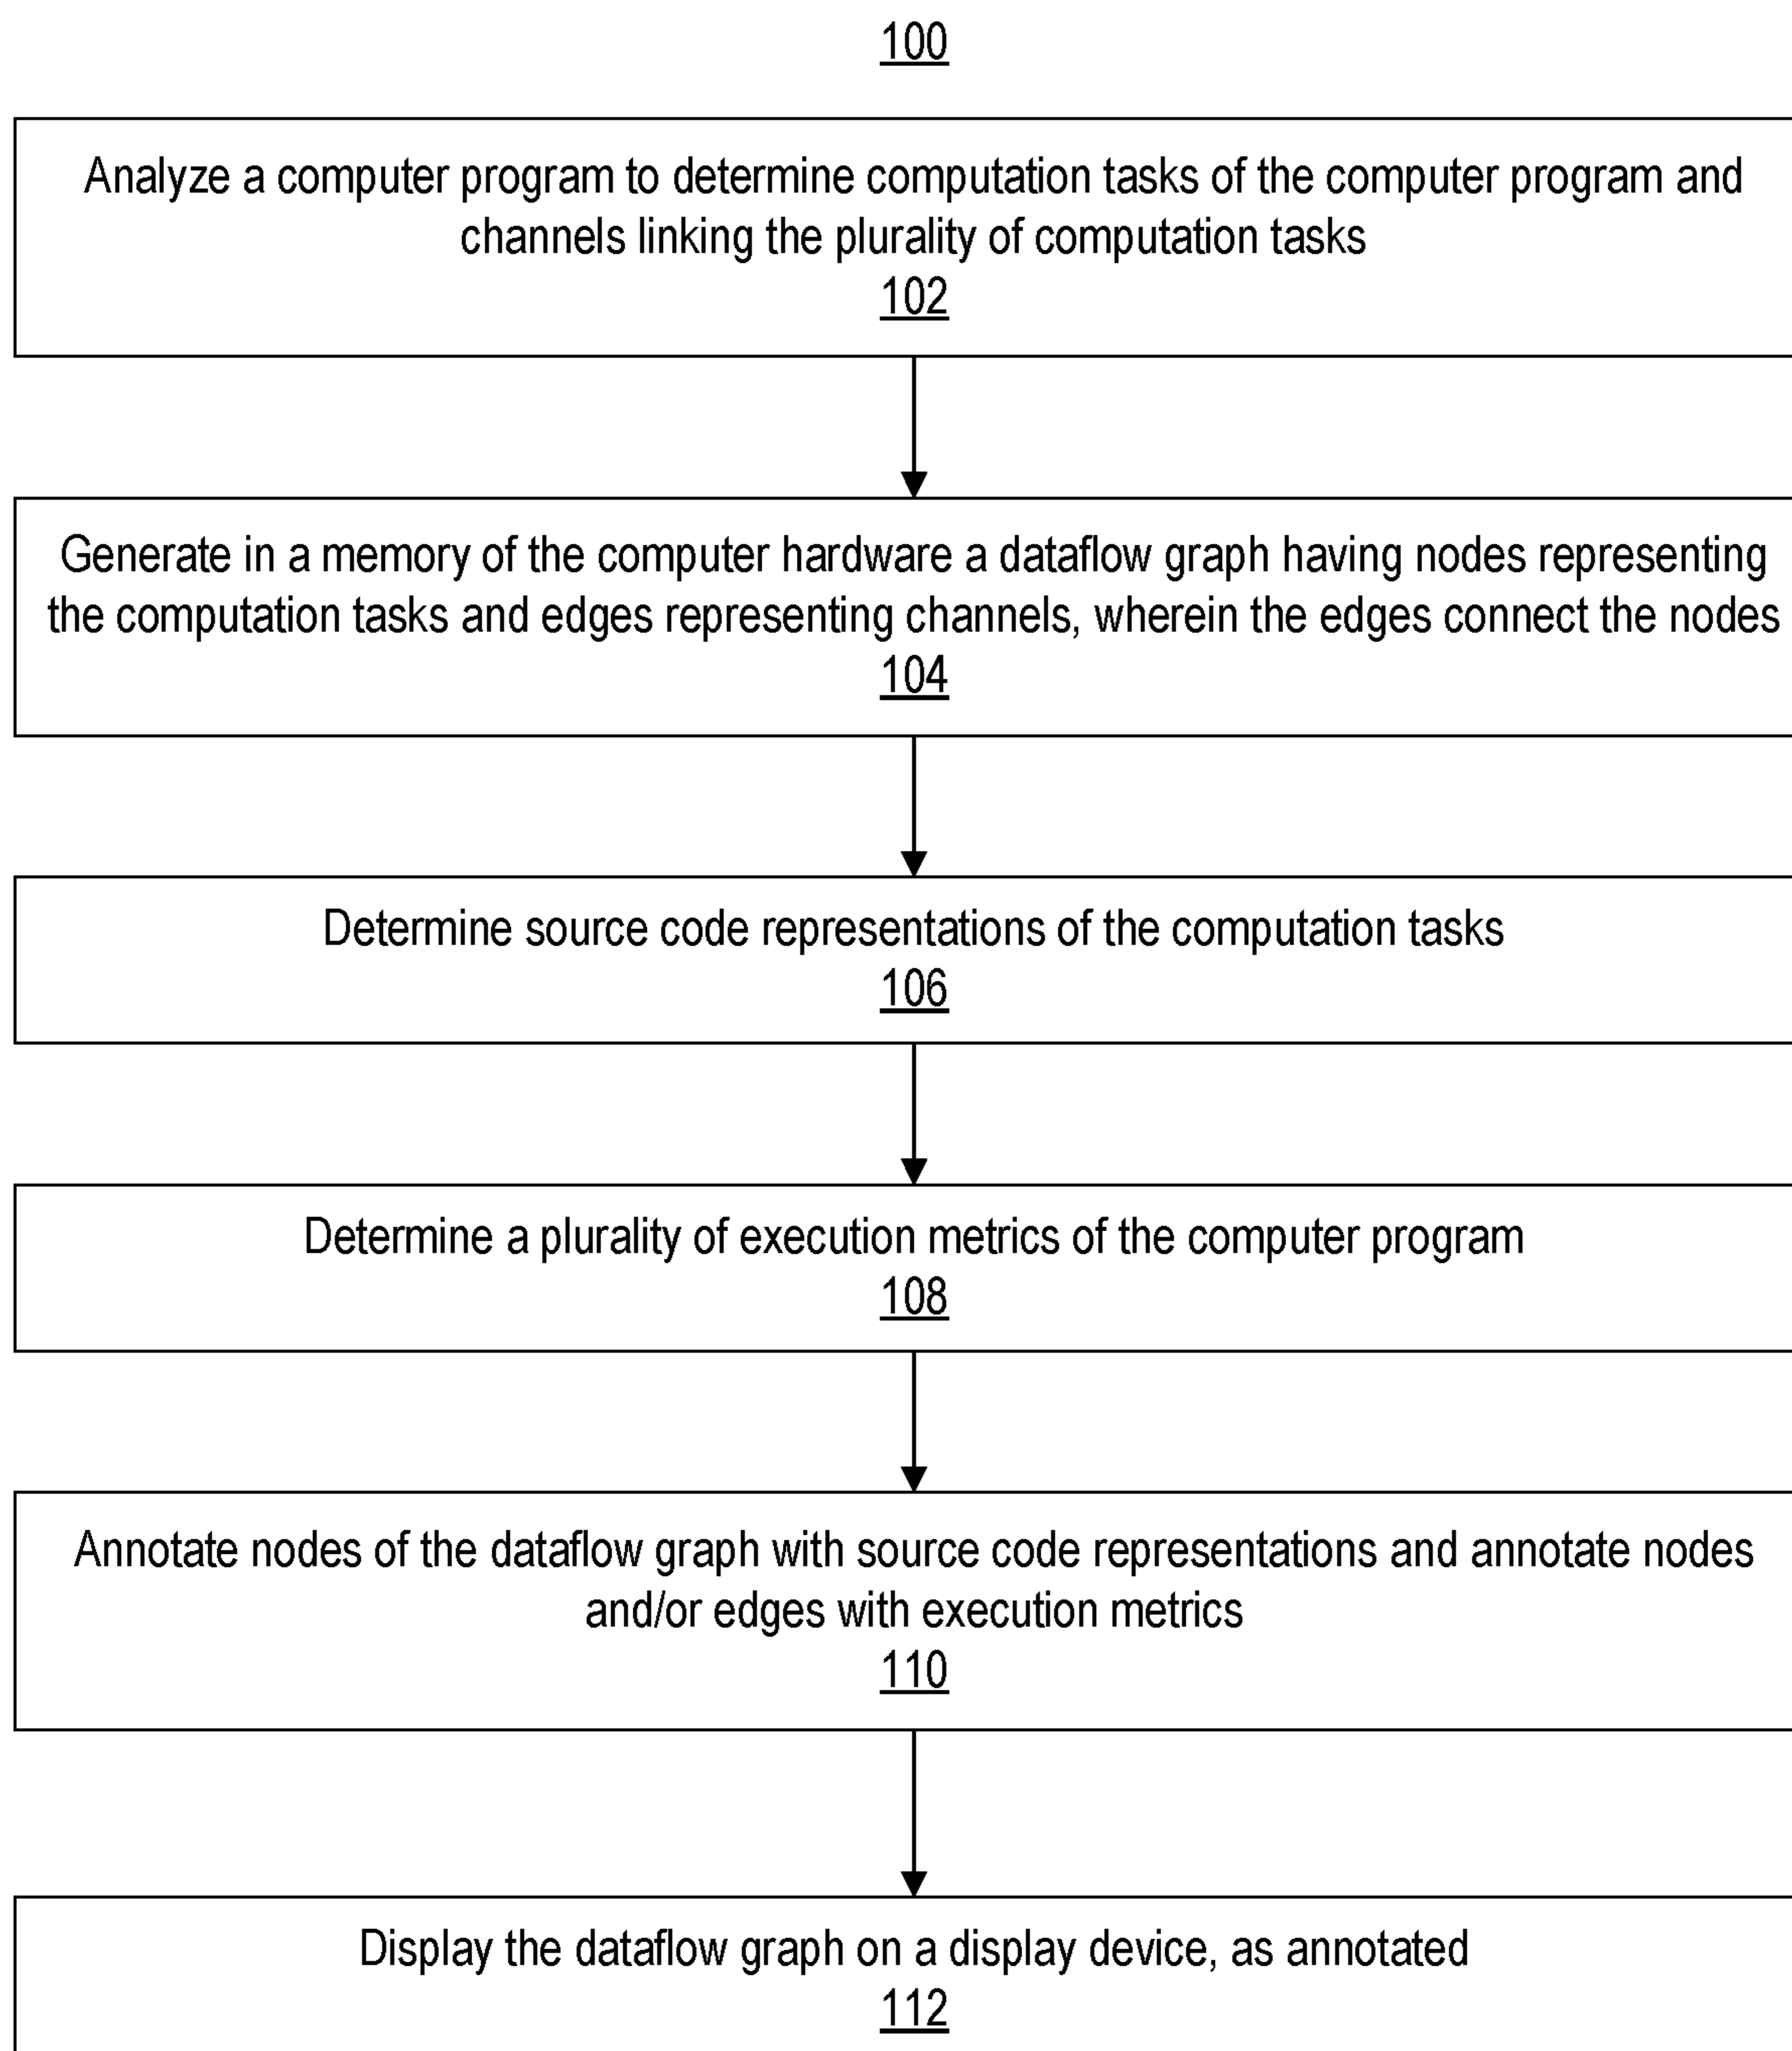 100
Analyze a computer program to determine computation tasks of the computer program and
channels linking the plurality of computation tasks
102
Generate in a memory of the computer hardware a dataflow graph having nodes representing
the computation tasks and edges representing channels, wherein the edges connect the nodes
104
Determine source code representations of the computation tasks
106
Determine a plurality of execution metrics of the computer program
108
Annotate nodes of the dataflow graph with source code representations and annotate nodes
and/or edges with execution metrics
110
Display the dataflow graph on a display device, as annotated
112